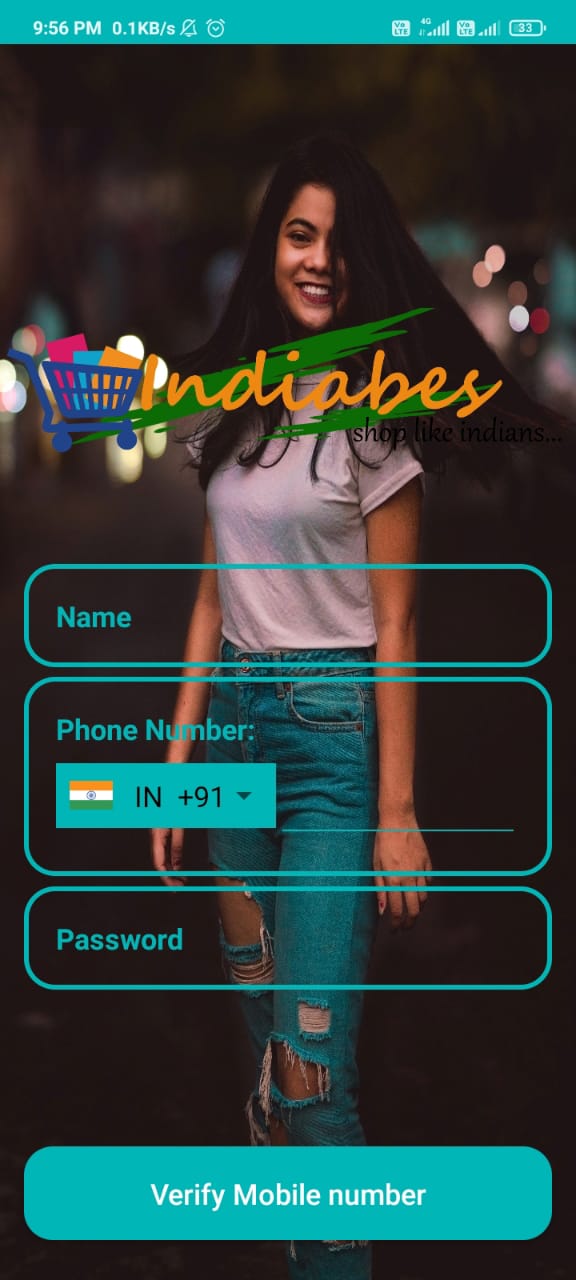 9:56 PM 0.1KB/s
Vo LTE 4G Vo LTE 33
Indiabes
shop like indians...
Name
Phone Number:
IN +91
Password
Verify Mobile number